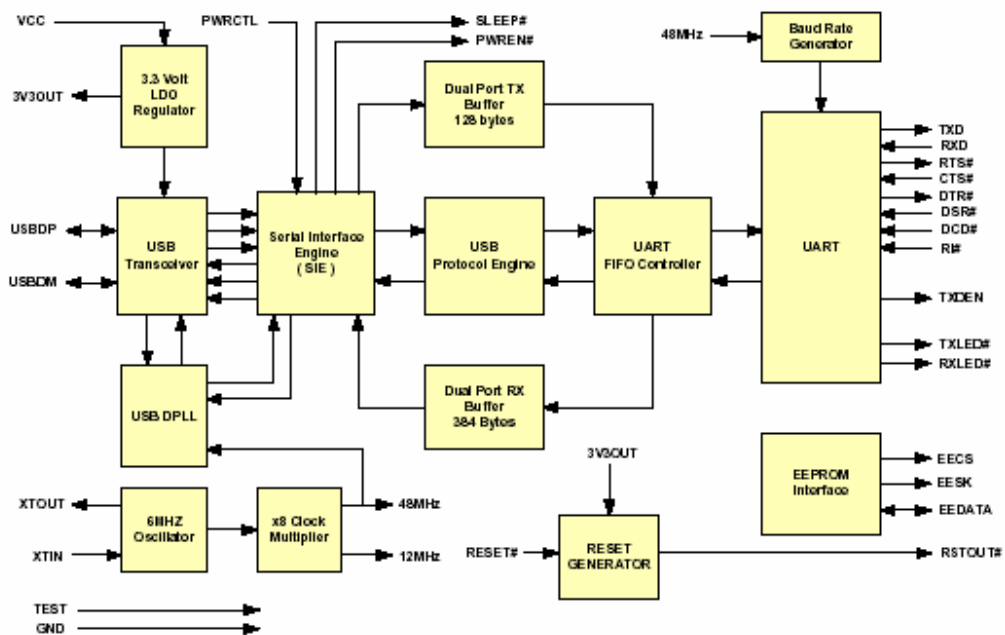 VCC
PWRCTL
SLEEP#
PWREN#
48MHz
Baud Rate
Generator
3.3 Volt
LDO
Regulator
3V3OUT
Dual Port TX
Buffer
128 bytes
TXD
RXD
RTS#
CTS#
DTR#
DSR#
DCD#
RI#
USBDP
USBDM
USB
Transceiver
Serial Interface
Engine
( SIE )
USB
Protocol Engine
UART
FIFO Controller
UART
TXDEN
TXLED#
RXLED#
USB DPLL
Dual Port RX
Buffer
384 Bytes
3V3OUT
EEPROM
Interface
EECS
EESK
EEDATA
XTOUT
XTIN
6MHZ
Oscillator
x8 Clock
Multiplier
48MHz
12MHz
RESET#
RESET
GENERATOR
RSTOUT#
TEST
GND